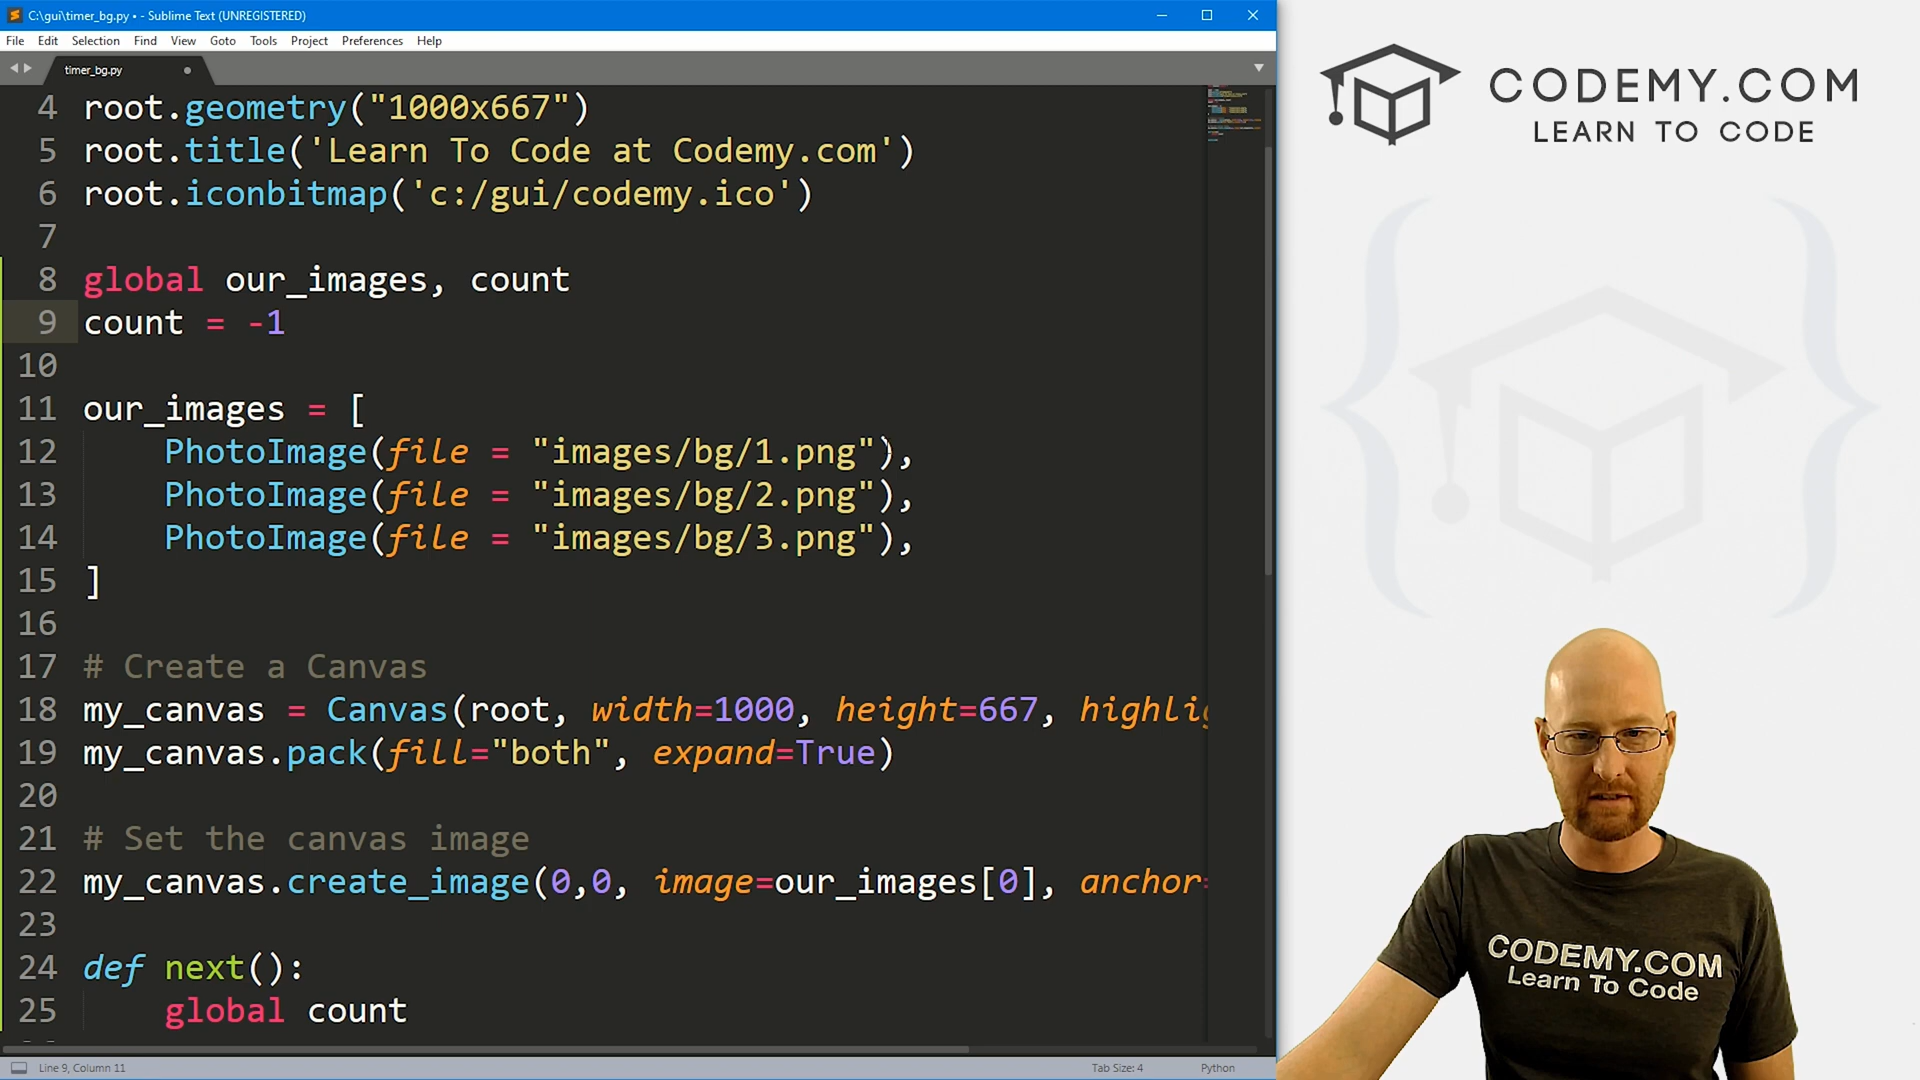 C:\gui\timer_bg.py • - Sublime Text (UNREGISTERED)
File Edit Selection Find View Goto Tools Project Preferences Help
timer_bg.py
4 root.geometry("1000x667")
5 root.title('Learn To Code at Codemy.com')
6 root.iconbitmap('c:/gui/codemy.ico')
7
8 global our_images, count
9 count = -1
10
11 our_images = [
12 PhotoImage(file = "images/bg/1.png"),
13 PhotoImage(file = "images/bg/2.png"),
14 PhotoImage(file = "images/bg/3.png"),
15 ]
16
17 # Create a Canvas
18 my_canvas = Canvas(root, width=1000, height=667, highlig
19 my_canvas.pack(fill="both", expand=True)
20
21 # Set the canvas image
22 my_canvas.create_image(0,0, image=our_images[0], anchor=
23
24 def next():
25 global count
Line 9, Column 11
Tab Size: 4
Python
CODEMY.COM
LEARN TO CODE
CODEMY.COM
Learn To Code